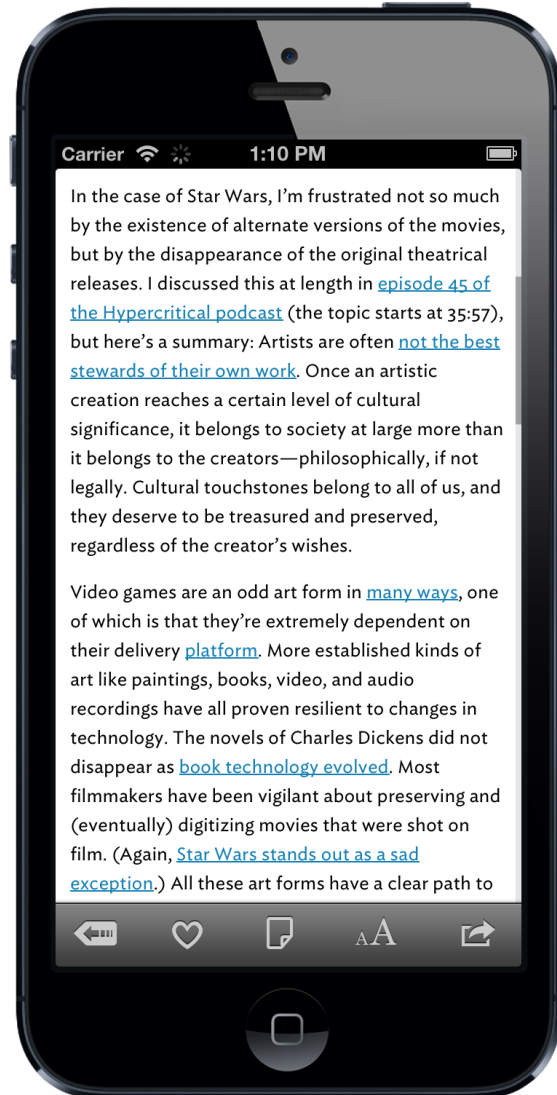 Carrier 1:10 PM
In the case of Star Wars, I’m frustrated not so much
by the existence of alternate versions of the movies,
but by the disappearance of the original theatrical
releases. I discussed this at length in episode 45 of
the Hypercritical podcast (the topic starts at 35:57),
but here’s a summary: Artists are often not the best
stewards of their own work. Once an artistic
creation reaches a certain level of cultural
significance, it belongs to society at large more than
it belongs to the creators—philosophically, if not
legally. Cultural touchstones belong to all of us, and
they deserve to be treasured and preserved,
regardless of the creator’s wishes.
Video games are an odd art form in many ways, one
of which is that they’re extremely dependent on
their delivery platform. More established kinds of
art like paintings, books, video, and audio
recordings have all proven resilient to changes in
technology. The novels of Charles Dickens did not
disappear as book technology evolved. Most
filmmakers have been vigilant about preserving and
(eventually) digitizing movies that were shot on
film. (Again, Star Wars stands out as a sad
exception.) All these art forms have a clear path to
AA